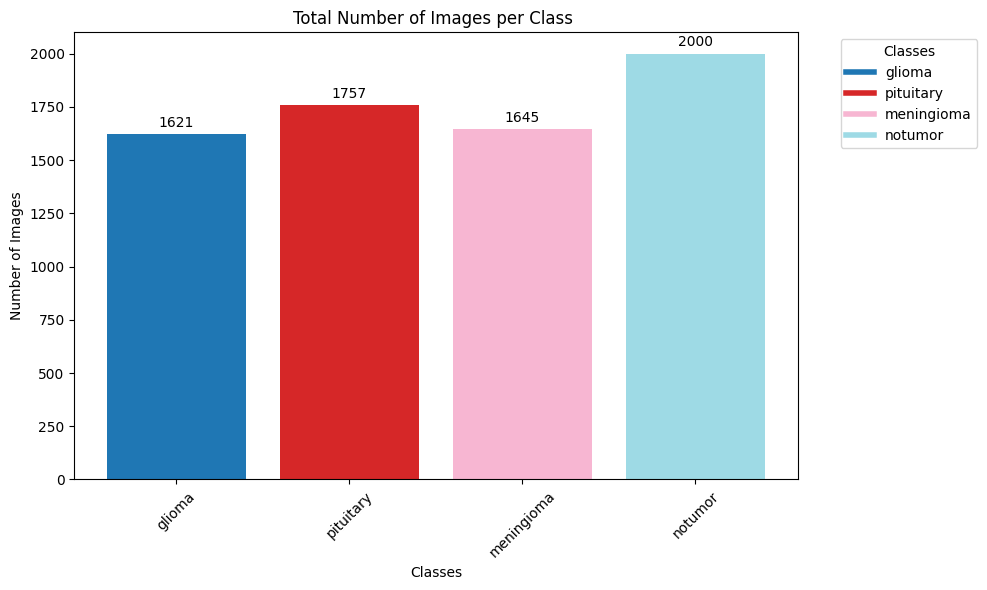 Total Number of Images per Class
Number of Images
2000
1750
1500
1250
1000
750
500
250
0
1621
1757
1645
2000
glioma
pituitary
meningioma
notumor
Classes
Classes
glioma
pituitary
meningioma
notumor